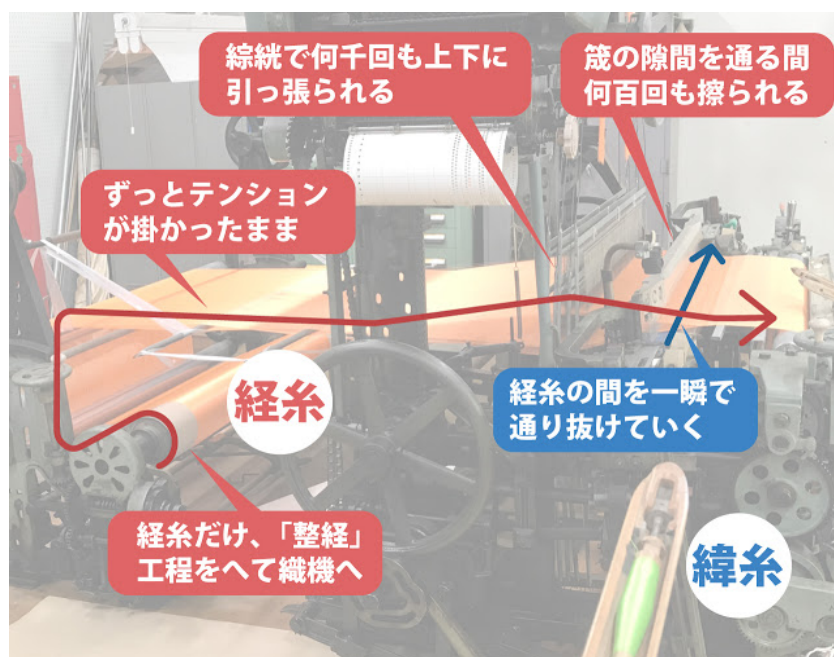 綜絖で何千回も上下に
引っ張られる
筬の隙間を通る間
何百回も擦られる
ずっとテンション
が掛かったまま
経糸
経糸の間を一瞬で
通り抜けていく
経糸だけ、「整経」
工程をへて織機へ
緯糸